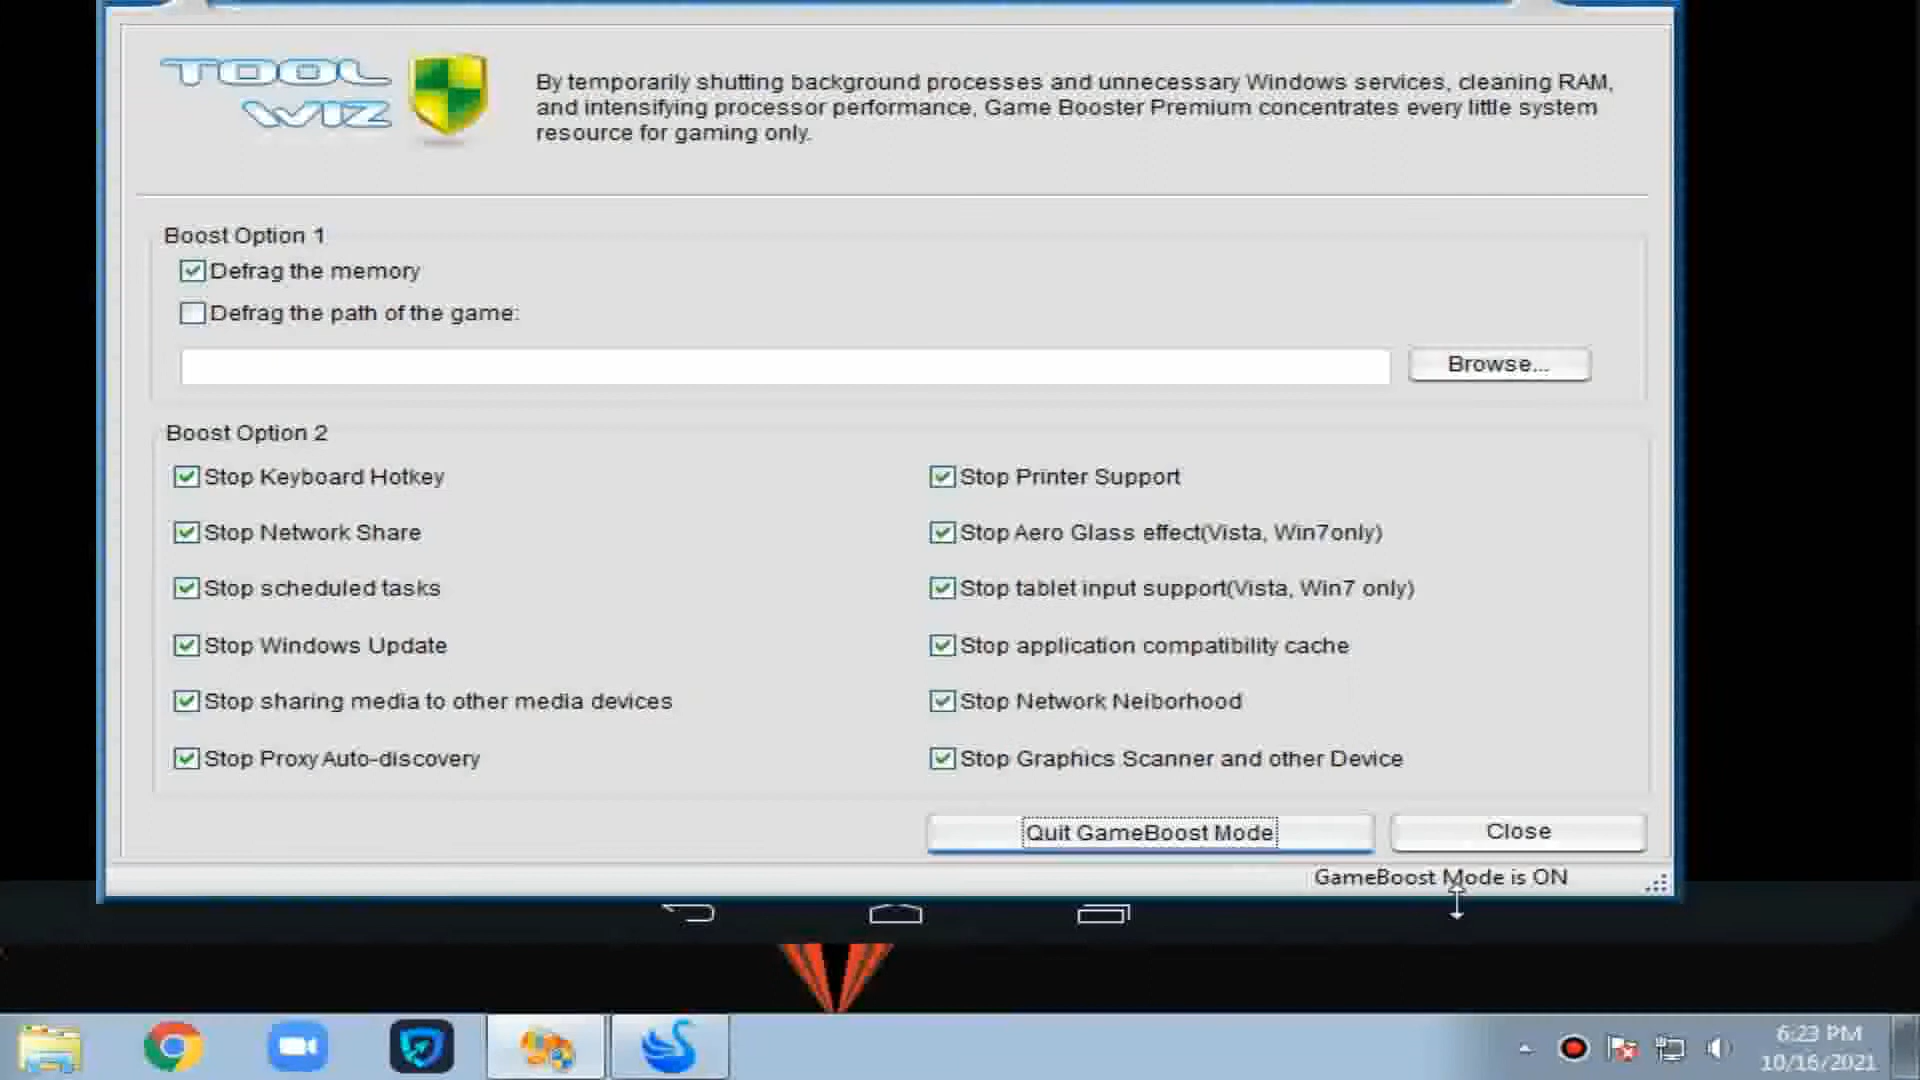 TOOL
WIZ
By temporarily shutting background processes and unnecessary Windows services, cleaning RAM,
and intensifying processor performance, Game Booster Premium concentrates every little system
resource for gaming only.
Boost Option 1
Defrag the memory
Defrag the path of the game:
Browse...
Boost Option 2
Stop Keyboard Hotkey
Stop Printer Support
Stop Network Share
Stop Aero Glass effect(Vista, Win7only)
Stop scheduled tasks
Stop tablet input support(Vista, Win7 only)
Stop Windows Update
Stop application compatibility cache
Stop sharing media to other media devices
Stop Network Neiborhood
Stop Proxy Auto-discovery
Stop Graphics Scanner and other Device
Quit GameBoost Mode
Close
GameBoost Mode is ON
6:23 PM
10/16/2021